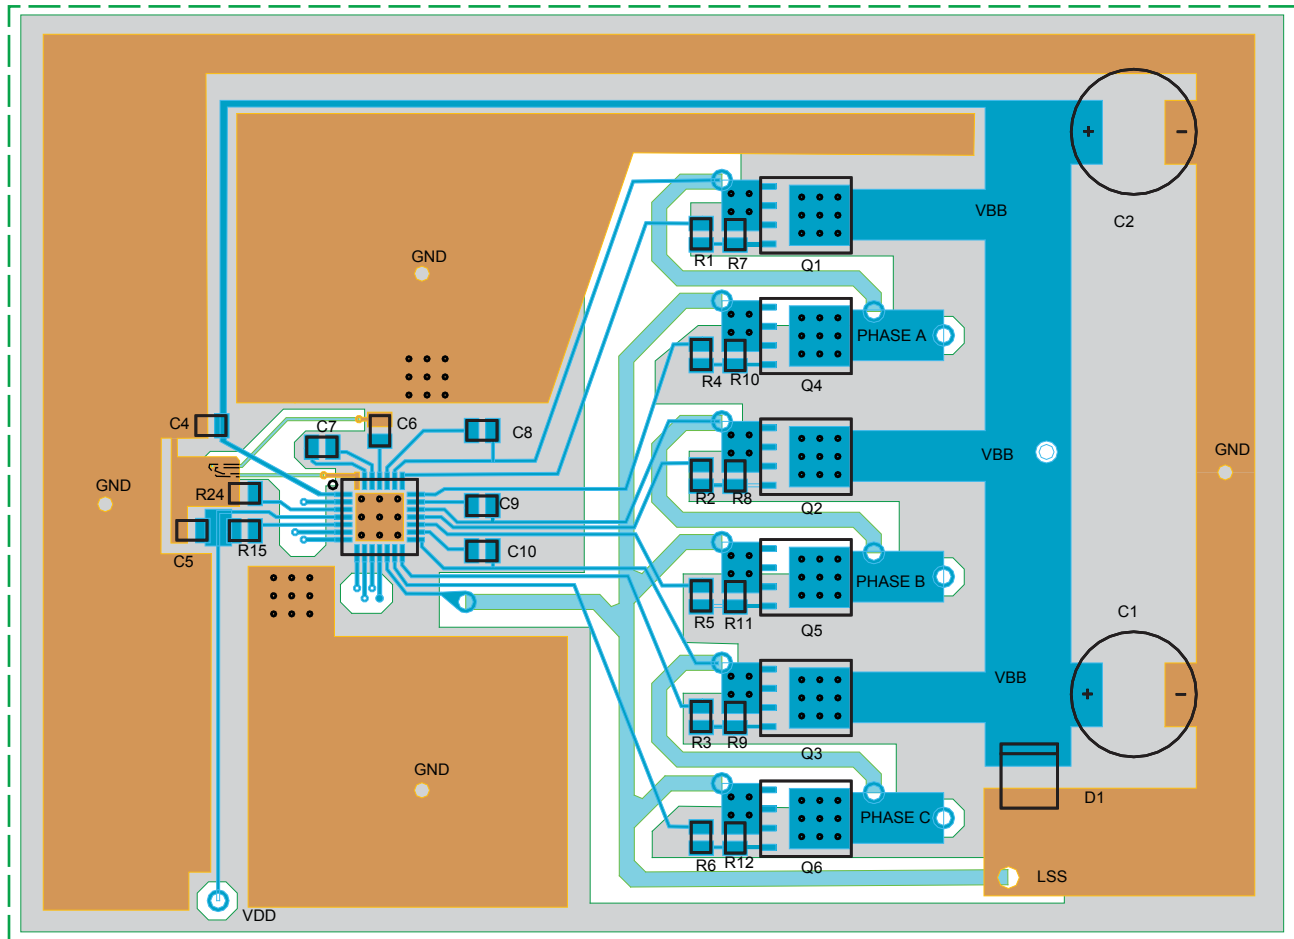 +
-
VBB
C2
GND
R1
R7
Q1
PHASE A
R4
R10
Q4
C4
C7
C6
C8
VBB
GND
GND
R24
R2
R8
Q2
C9
C5
R15
C10
PHASE B
R5
R11
Q5
C1
VBB
+
-
R3
R9
Q3
GND
D1
PHASE C
R6
R12
Q6
LSS
VDD